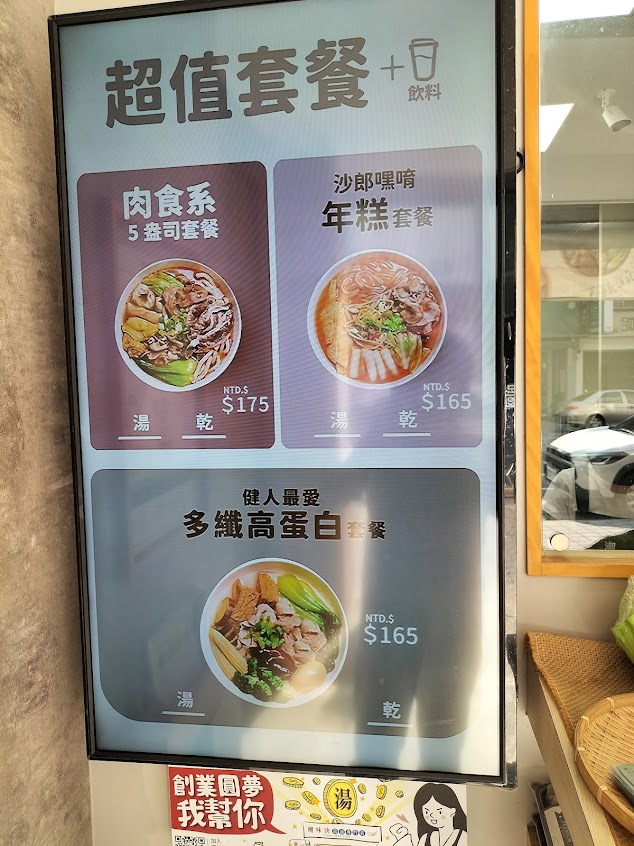 超值套餐+
飲料
肉食系
5盎司套餐
NTD.$
$175
湯 乾
沙郎嘿唷
年糕套餐
NTD.$
$165
湯 乾
健人最愛
多纖高蛋白套餐
NTD.$
$165
湯 乾
創業圓夢
我幫你
湯
加入